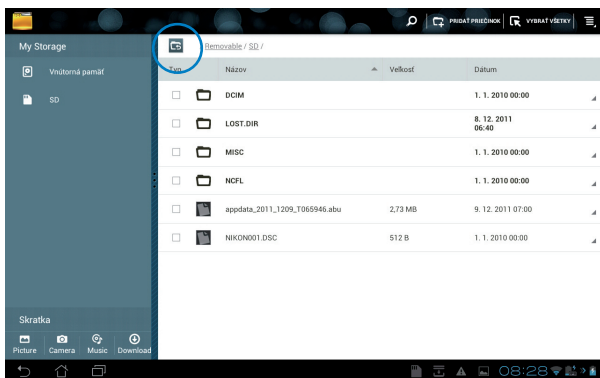 PRIDAŤ PRIEČINOK VYBRAŤ VŠETKY
My Storage
Removable / SD /
Vnútorná pamäť
SD
Typ Názov Veľkosť Dátum
DCIM 1. 1. 2010 00:00
LOST.DIR 8. 12. 2011
06:40
MISC 1. 1. 2010 00:00
NCFL 1. 1. 2010 00:00
appdata_2011_1209_T065946.abu 2,73 MB 9. 12. 2011 07:00
NIKON001.DSC 512 B 1. 1. 2010 00:00
Skratka
Picture Camera Music Download
08:28